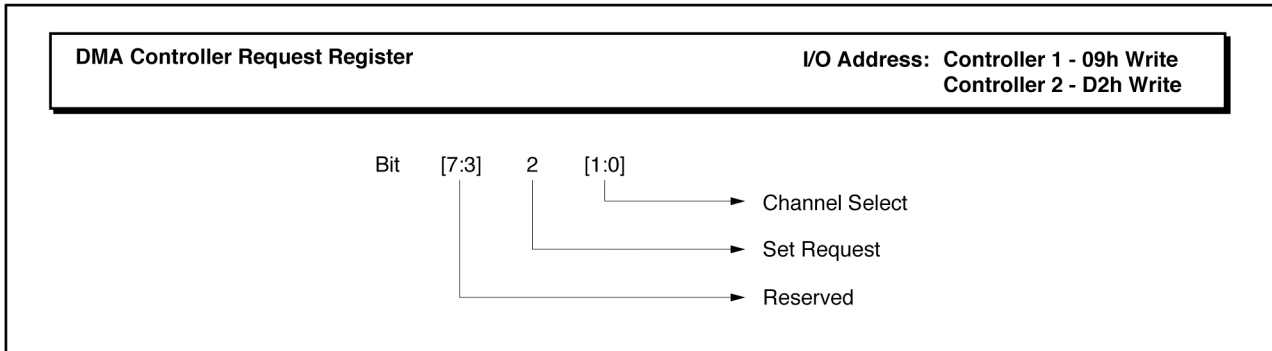 DMA Controller Request Register
I/O Address: Controller 1 - 09h Write
Controller 2 - D2h Write
Bit [7:3] 2 [1:0]
Channel Select
Set Request
Reserved